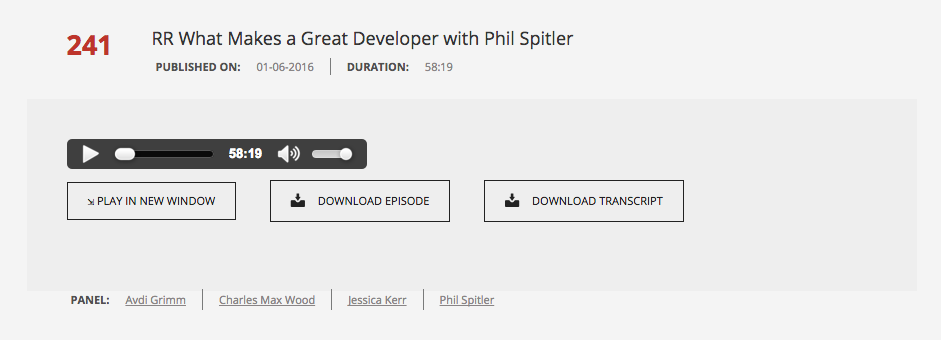 241 RR What Makes a Great Developer with Phil Spitler
PUBLISHED ON: 01-06-2016 DURATION: 58:19
58:19
PLAY IN NEW WINDOW DOWNLOAD EPISODE DOWNLOAD TRANSCRIPT
PANEL: Avdi Grimm Charles Max Wood Jessica Kerr Phil Spitler